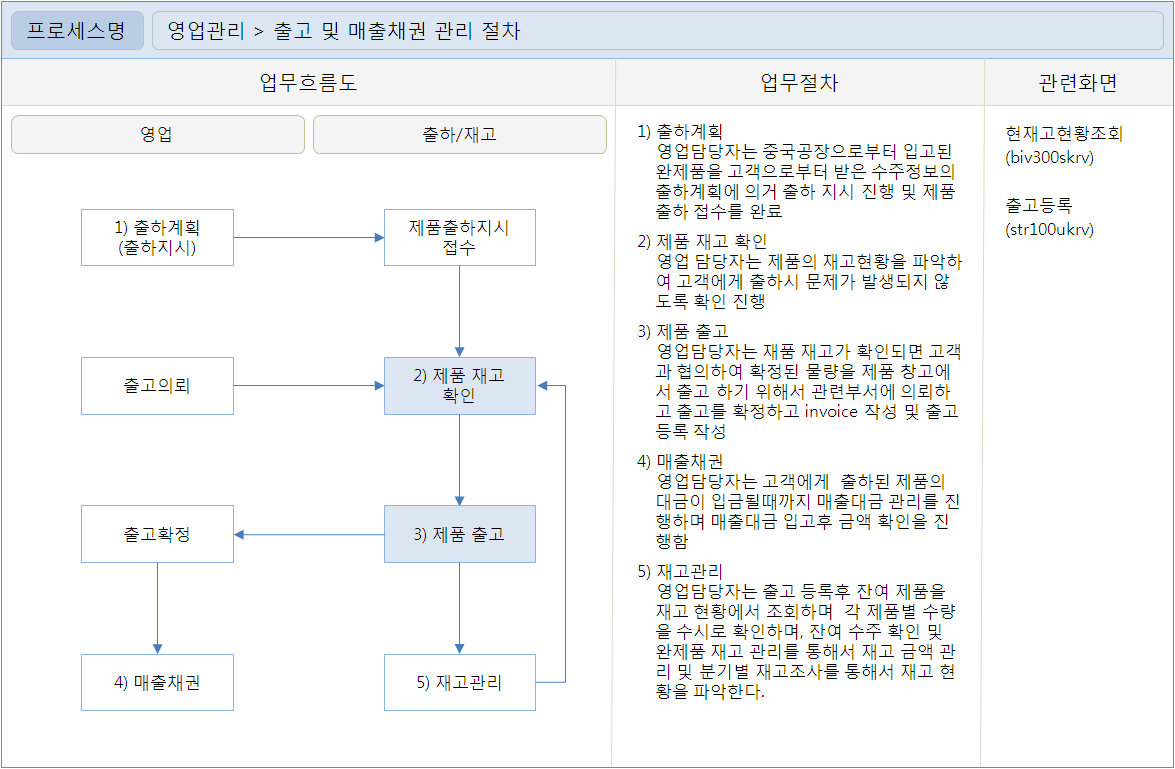 프로세스명
영업관리 > 출고 및 매출채권 관리 절차
업무흐름도
업무절차
관련화면
영업
출하/재고
1) 출하계획
(출하지시)
제품출하지시
접수
출고의뢰
2) 제품 재고
확인
출고확정
3) 제품 출고
4) 매출채권
5) 재고관리
1) 출하계획
영업담당자는 중국공장으로부터 입고된
완제품을 고객으로부터 받은 수주정보의
출하계획에 의거 출하 지시 진행 및 제품
출하 접수를 완료
2) 제품 재고 확인
영업 담당자는 제품의 재고현황을 파악하
여 고객에게 출하시 문제가 발생되지 않
도록 확인 진행
3) 제품 출고
영업담당자는 재품 재고가 확인되면 고객
과 협의하여 확정된 물량을 제품 창고에
서 출고 하기 위해서 관련부서에 의뢰하
고 출고를 확정하고 invoice 작성 및 출고
등록 작성
4) 매출채권
영업담당자는 고객에게  출하된 제품의
대금이 입금될때까지 매출대금 관리를 진
행하며 매출대금 입고후 금액 확인을 진
행함
5) 재고관리
영업담당자는 출고 등록후 잔여 제품을
재고 현황에서 조회하며  각 제품별 수량
을 수시로 확인하며, 잔여 수주 확인 및
완제품 재고 관리를 통해서 재고 금액 관
리 및 분기별 재고조사를 통해서 재고 현
황을 파악한다.
현재고현황조회
(biv300skrv)
출고등록
(str100ukrv)